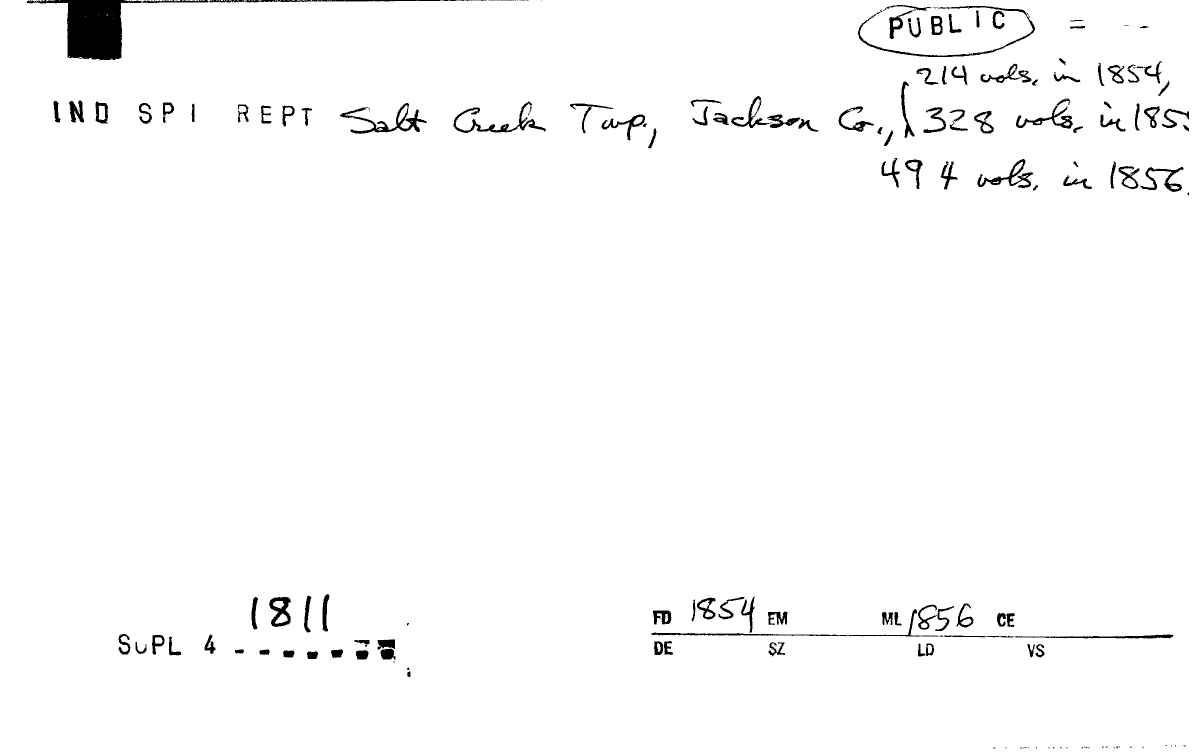 PUBLIC = --
214 vols. in 1854,
IND SPI REPT Salt Creek Twp., Jackson Co., 328 vols. in 185
494 vols. in 1856.
1811
SuPL 4
FD 1854 EM ML 1856 CE
DE SZ LD VS